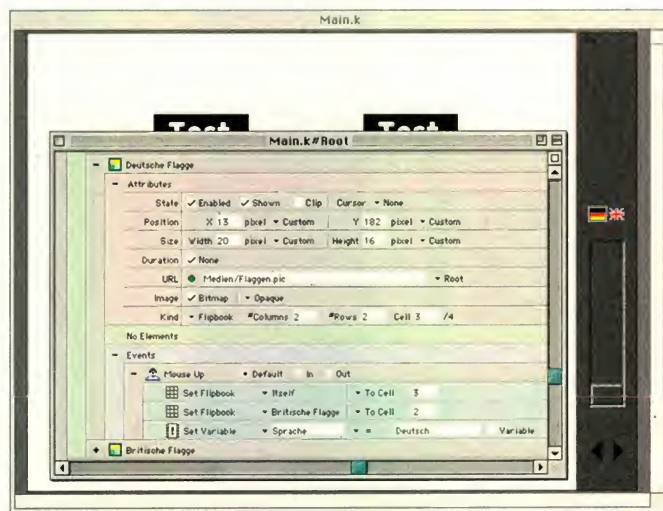 Main.k
Test Test
Main.k#Root
Deutsche Flagge
Attributes
State Enabled Shown Clip Cursor None
Position X 13 pixel Custom Y 182 pixel Custom
Size Width 20 pixel Custom Height 16 pixel Custom
Duration None
URL Medien/Flaggen.pic Root
Image Bitmap Opaque
Kind Flipbook #Columns 2 #Rows 2 Cell 3 /4
No Elements
Events
Mouse Up Default In Out
Set Flipbook Itself To Cell 3
Set Flipbook Britische Flagge To Cell 2
Set Variable Sprache = Deutsch Variable
Britische Flagge